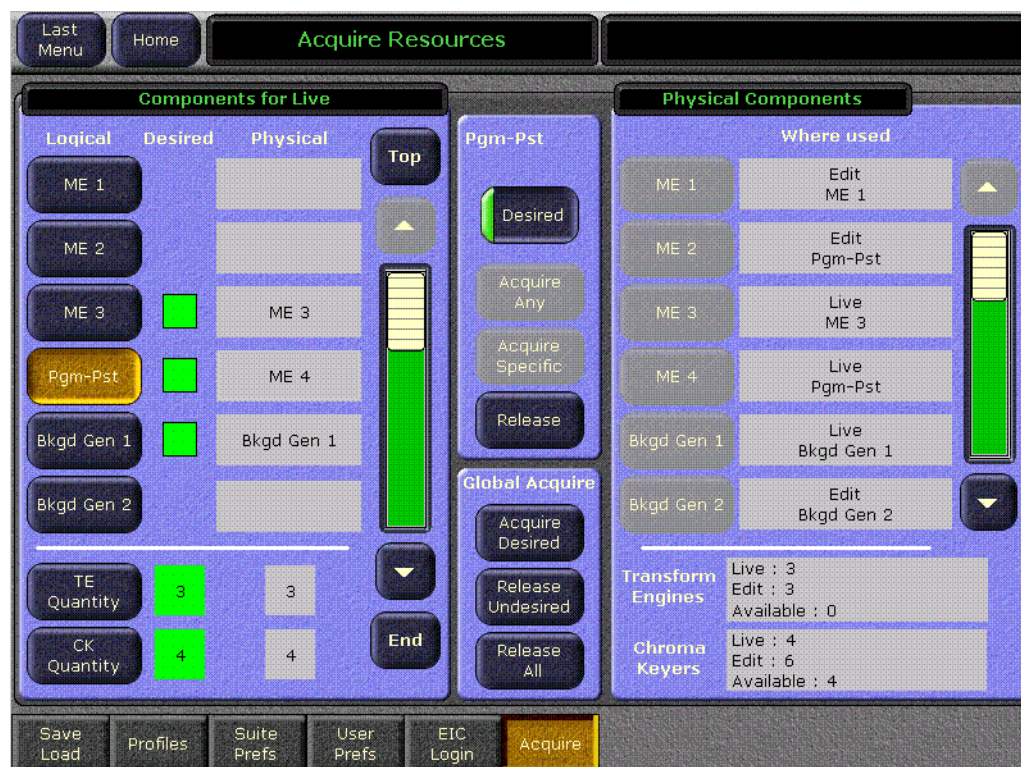 Last Menu
Home
Acquire Resources
Components for Live
Logical Desired Physical
ME 1
ME 2
ME 3 ME 3
Pgm-Pst ME 4
Bkgd Gen 1 Bkgd Gen 1
Bkgd Gen 2
TE Quantity 3 3
CK Quantity 4 4
Top
End
Pgm-Pst
Desired
Acquire Any
Acquire Specific
Release
Global Acquire
Acquire Desired
Release Undesired
Release All
Physical Components
Where used
ME 1 Edit ME 1
ME 2 Edit Pgm-Pst
ME 3 Live ME 3
ME 4 Live Pgm-Pst
Bkgd Gen 1 Live Bkgd Gen 1
Bkgd Gen 2 Edit Bkgd Gen 2
Transform Engines
Live : 3
Edit : 3
Available : 0
Chroma Keyers
Live : 4
Edit : 6
Available : 4
Save Load
Profiles
Suite Prefs
User Prefs
EIC Login
Acquire